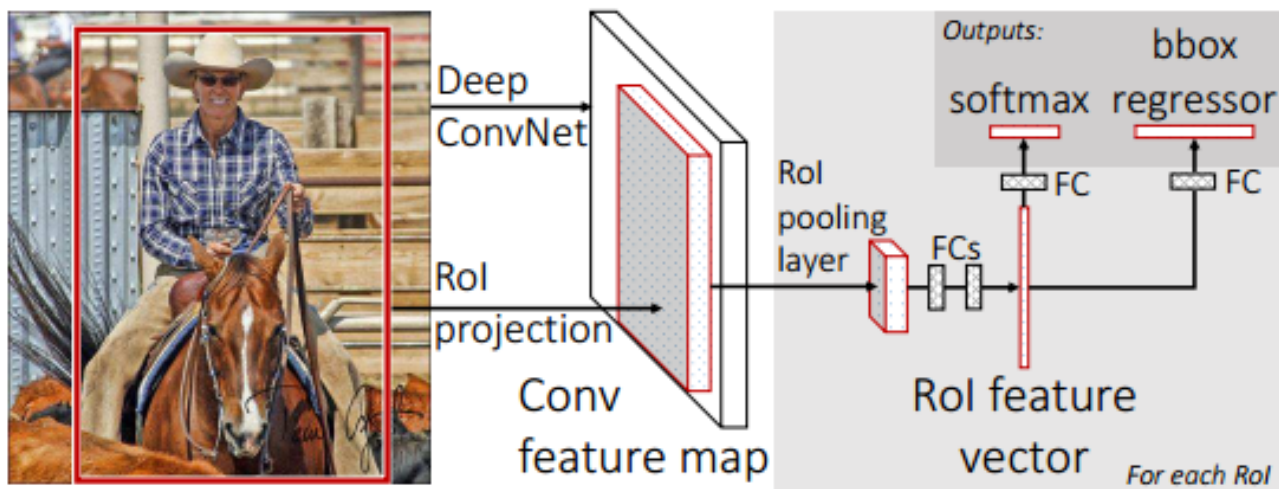 Deep
ConvNet
RoI
projection
Conv
feature map
RoI
pooling
layer
FCs
RoI feature
vector
Outputs:
softmax
bbox
regressor
FC
FC
For each RoI